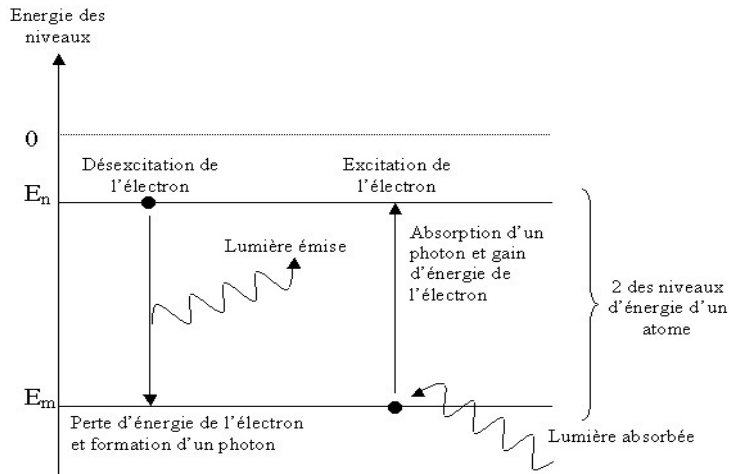 Energie des
niveaux
0
Désexcitation de
l'électron
Excitation de
l'électron
En
Lumière émise
Absorption d'un
photon et gain
d'énergie de
l'électron
2 des niveaux
d'énergie d'un
atome
Em
Perte d'énergie de l'électron
et formation d'un photon
Lumière absorbée